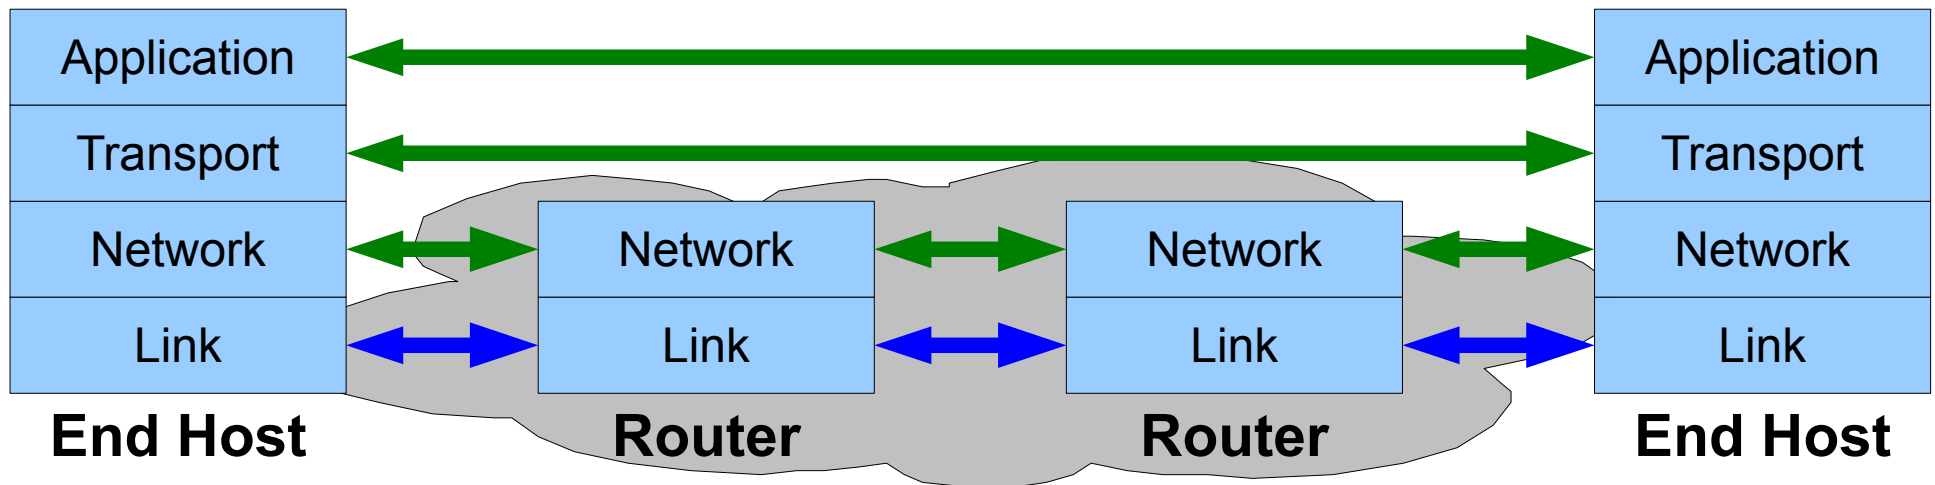 Application Application
Transport Transport
Network Network Network Network
Link Link Link Link
End Host Router Router End Host